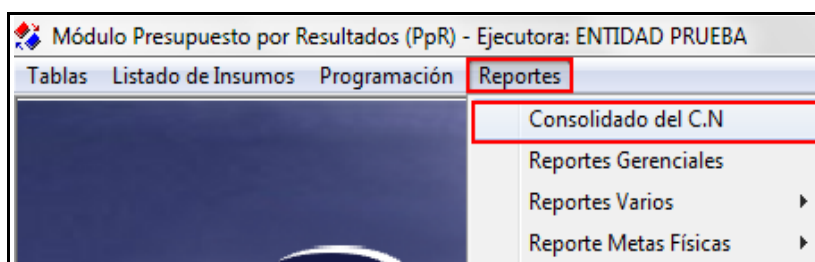 Módulo Presupuesto por Resultados (PpR) - Ejecutora: ENTIDAD PRUEBA
Tablas Listado de Insumos Programación Reportes
Consolidado del C.N
Reportes Gerenciales
Reportes Varios
Reporte Metas Físicas